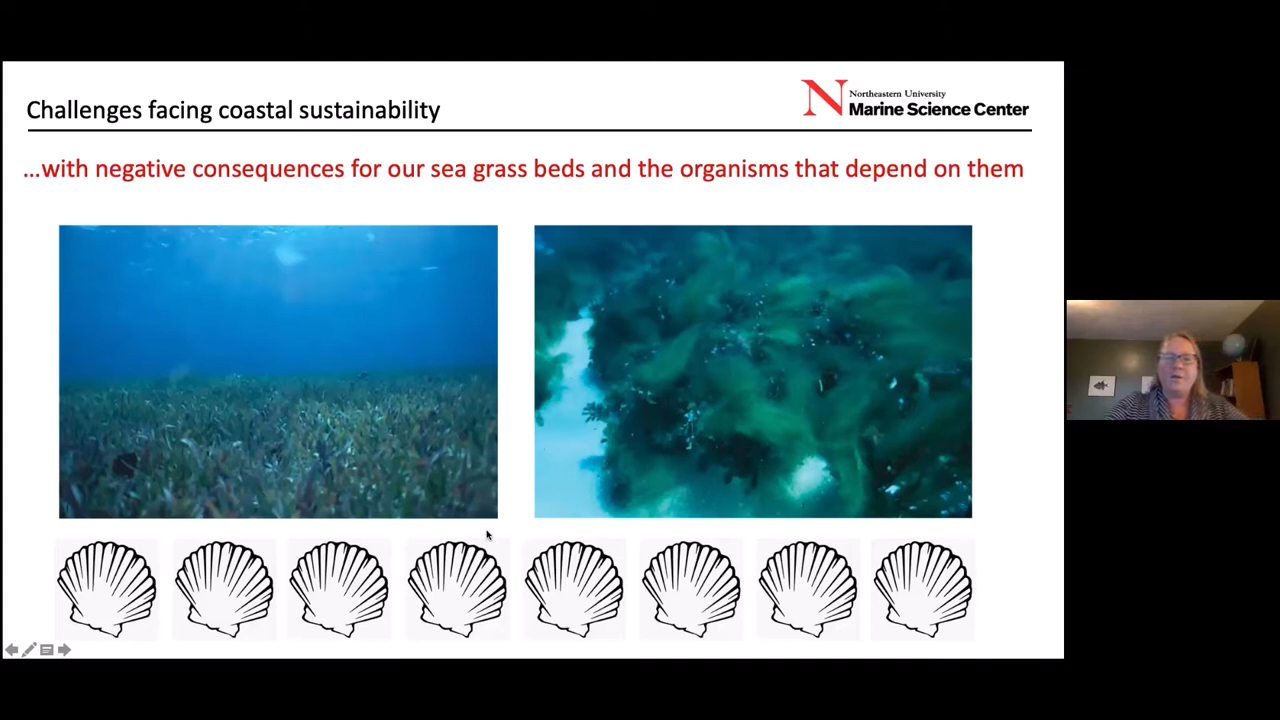 Challenges facing coastal sustainability
N Northeastern University
Marine Science Center
...with negative consequences for our sea grass beds and the organisms that depend on them